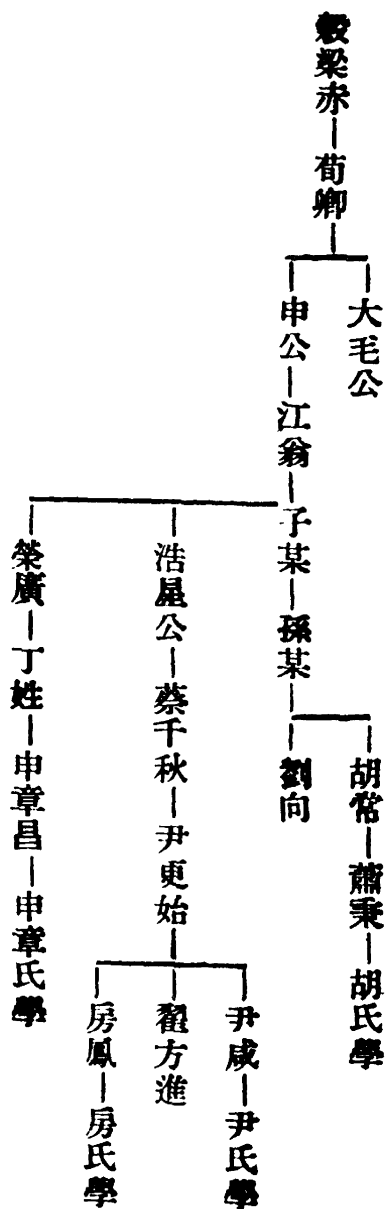 穀梁赤—荀卿
大毛公
申公—江翁—子某—孫某
胡常—蕭秉—胡氏學
劉向
浩星公—蔡千秋—尹更始
尹咸—尹氏學
翟方進
房鳳—房氏學
榮廣—丁姓—申章昌—申章氏學